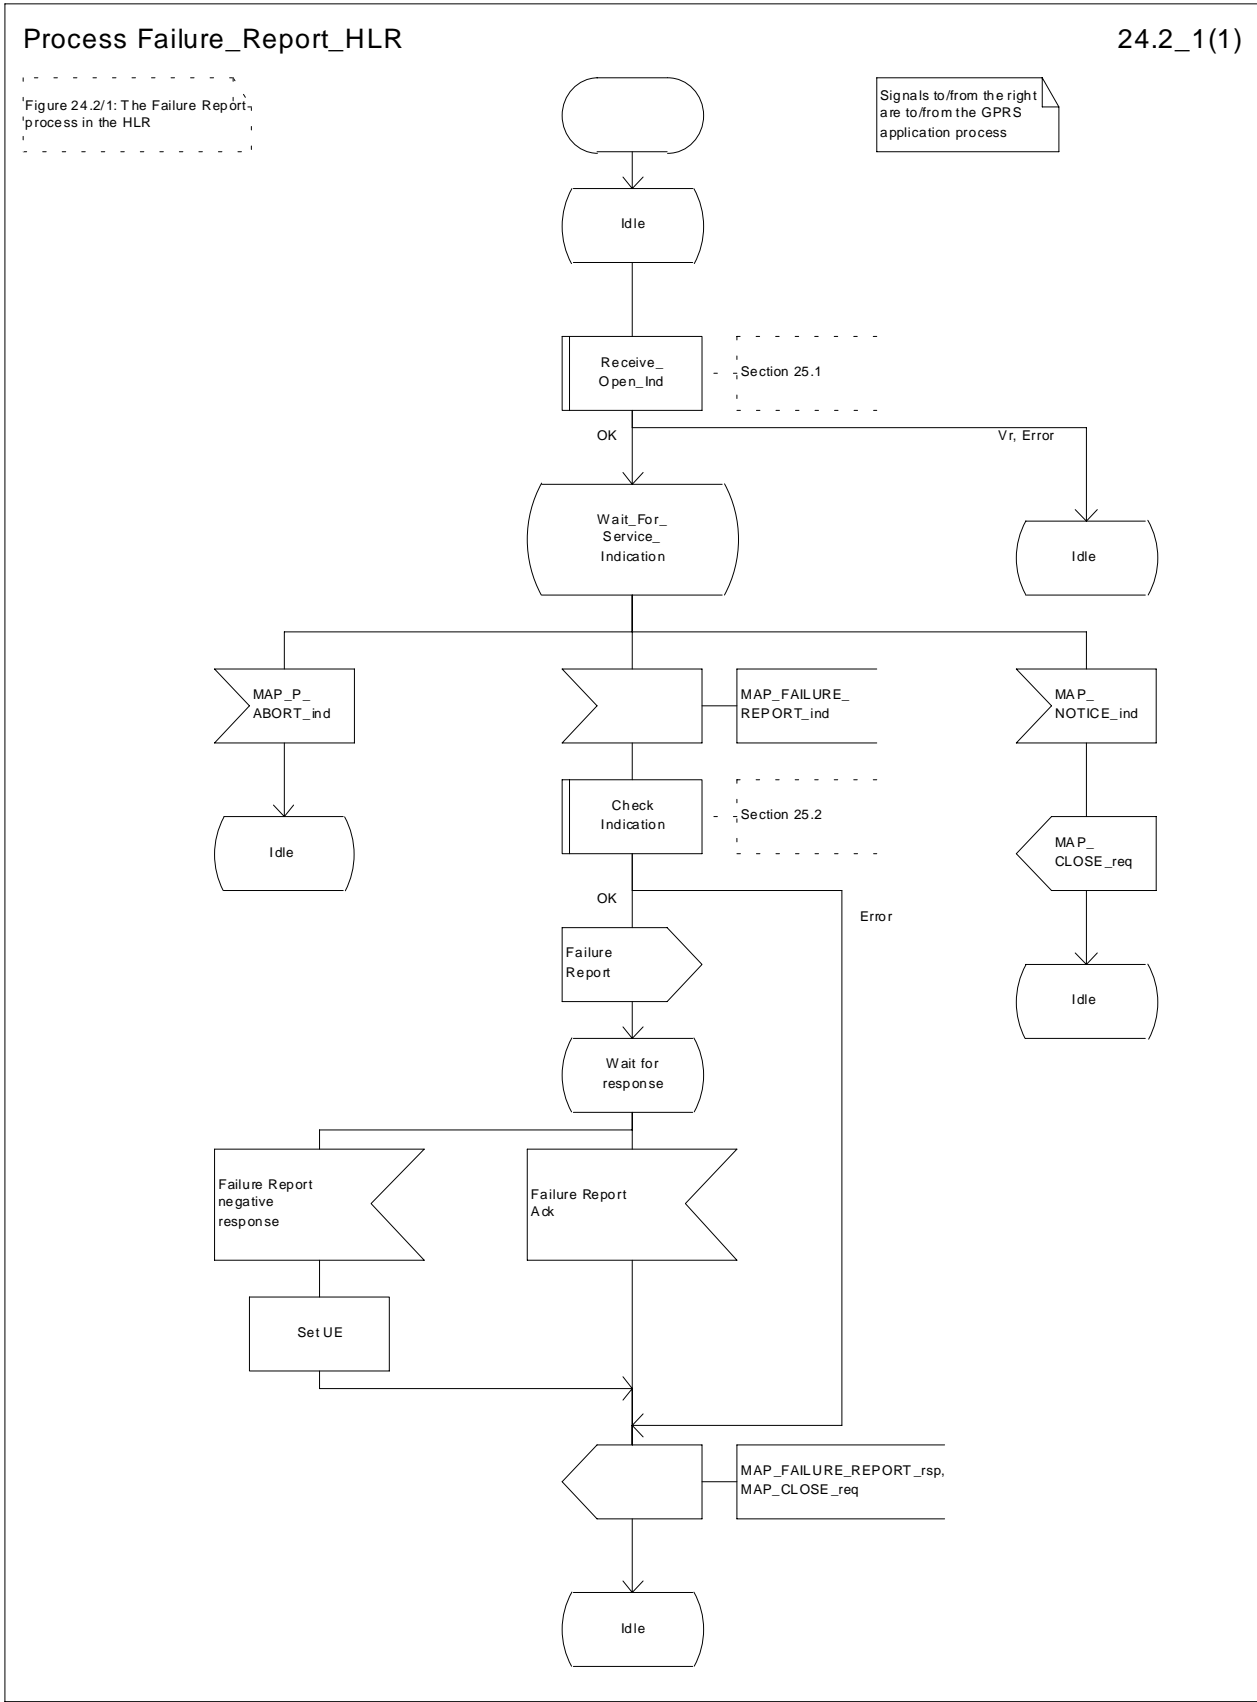 Process Failure_Report_HLR
24.2_1(1)
Figure 24.2/1: The Failure Report
process in the HLR
Signals to/from the right
are to/from the GPRS
application process
Idle
Receive_
Open_Ind
Section 25.1
OK
Vr, Error
Wait_For_
Service_
Indication
Idle
MAP_P_
ABORT_ind
MAP_FAILURE_
REPORT_ind
MAP_
NOTICE_ind
Check
Indication
Section 25.2
Idle
MAP_
CLOSE_req
OK
Error
Failure
Report
Idle
Wait for
response
Failure Report
negative
response
Failure Report
Ack
Set UE
MAP_FAILURE_REPORT_rsp,
MAP_CLOSE_req
Idle